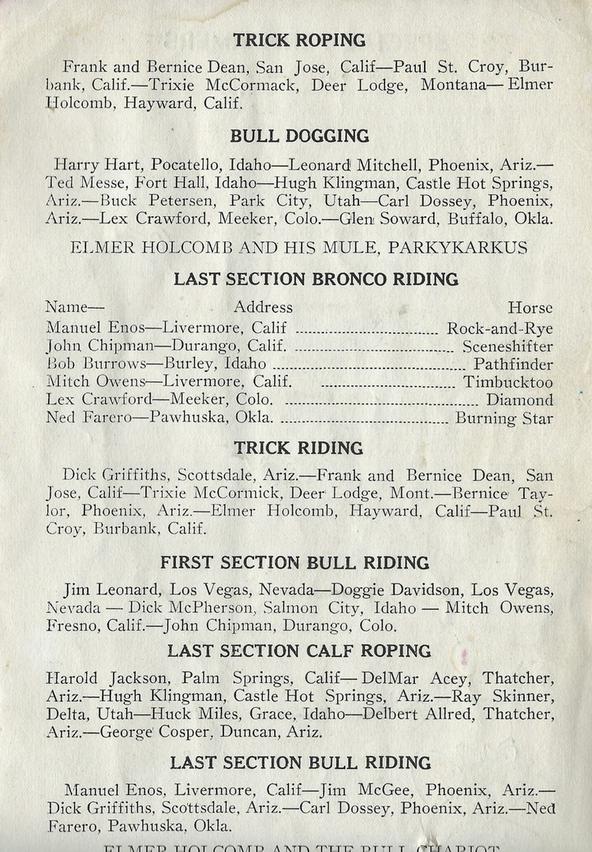 TRICK ROPING
Frank and Bernice Dean, San Jose, Calif—Paul St. Croy, Bur-
bank, Calif.—Trixie McCormack, Deer Lodge, Montana—Elmer
Holcomb, Hayward, Calif.
BULL DOGGING
Harry Hart, Pocatello, Idaho—Leonard Mitchell, Phoenix, Ariz.—
Ted Messe, Fort Hall, Idaho—Hugh Klingman, Castle Hot Springs,
Ariz.—Buck Petersen, Park City, Utah—Carl Dossey, Phoenix,
Ariz.—Lex Crawford, Meeker, Colo.—Glen Soward, Buffalo, Okla.
ELMER HOLCOMB AND HIS MULE, PARKYKARKUS
LAST SECTION BRONCO RIDING
Name— Address Horse
Manuel Enos—Livermore, Calif ................................ Rock-and-Rye
John Chipman—Durango, Calif. .................................... Sceneshifter
Bob Burrows—Burley, Idaho .......................................... Pathfinder
Mitch Owens—Livermore, Calif. .............................. Timbucktoo
Lex Crawford—Meeker, Colo. .......................................... Diamond
Ned Farero—Pawhuska, Okla. ..................................... Burning Star
TRICK RIDING
Dick Griffiths, Scottsdale, Ariz.—Frank and Bernice Dean, San
Jose, Calif—Trixie McCormick, Deer Lodge, Mont.—Bernice Tay-
lor, Phoenix, Ariz.—Elmer Holcomb, Hayward, Calif—Paul St.
Croy, Burbank, Calif.
FIRST SECTION BULL RIDING
Jim Leonard, Los Vegas, Nevada—Doggie Davidson, Los Vegas,
Nevada — Dick McPherson, Salmon City, Idaho — Mitch Owens,
Fresno, Calif.—John Chipman, Durango, Colo.
LAST SECTION CALF ROPING
Harold Jackson, Palm Springs, Calif—DelMar Acey, Thatcher,
Ariz.—Hugh Klingman, Castle Hot Springs, Ariz.—Ray Skinner,
Delta, Utah—Huck Miles, Grace, Idaho—Delbert Allred, Thatcher,
Ariz.—George Cosper, Duncan, Ariz.
LAST SECTION BULL RIDING
Manuel Enos, Livermore, Calif—Jim McGee, Phoenix, Ariz.—
Dick Griffiths, Scottsdale, Ariz.—Carl Dossey, Phoenix, Ariz.—Ned
Farero, Pawhuska, Okla.
ELMER HOLCOMB AND THE BULL CHARIOT